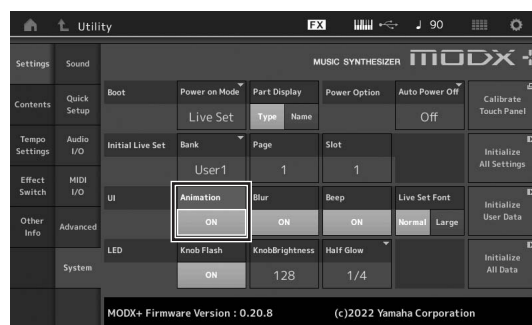 Utility FX 90
MUSIC SYNTHESIZER MODX+
Settings Sound
Contents Quick Setup
Tempo Settings Audio I/O
Effect Switch MIDI I/O
Other Info Advanced
System
Boot Power on Mode Part Display Power Option Auto Power Off Calibrate Touch Panel
Live Set Type Name Off
Initial Live Set Bank Page Slot Initialize All Settings
User1 1 1
UI Animation Blur Beep Live Set Font Initialize User Data
ON ON ON Normal Large
LED Knob Flash KnobBrightness Half Glow Initialize All Data
ON 128 1/4
MODX+ Firmware Version : 0.20.8 (c)2022 Yamaha Corporation